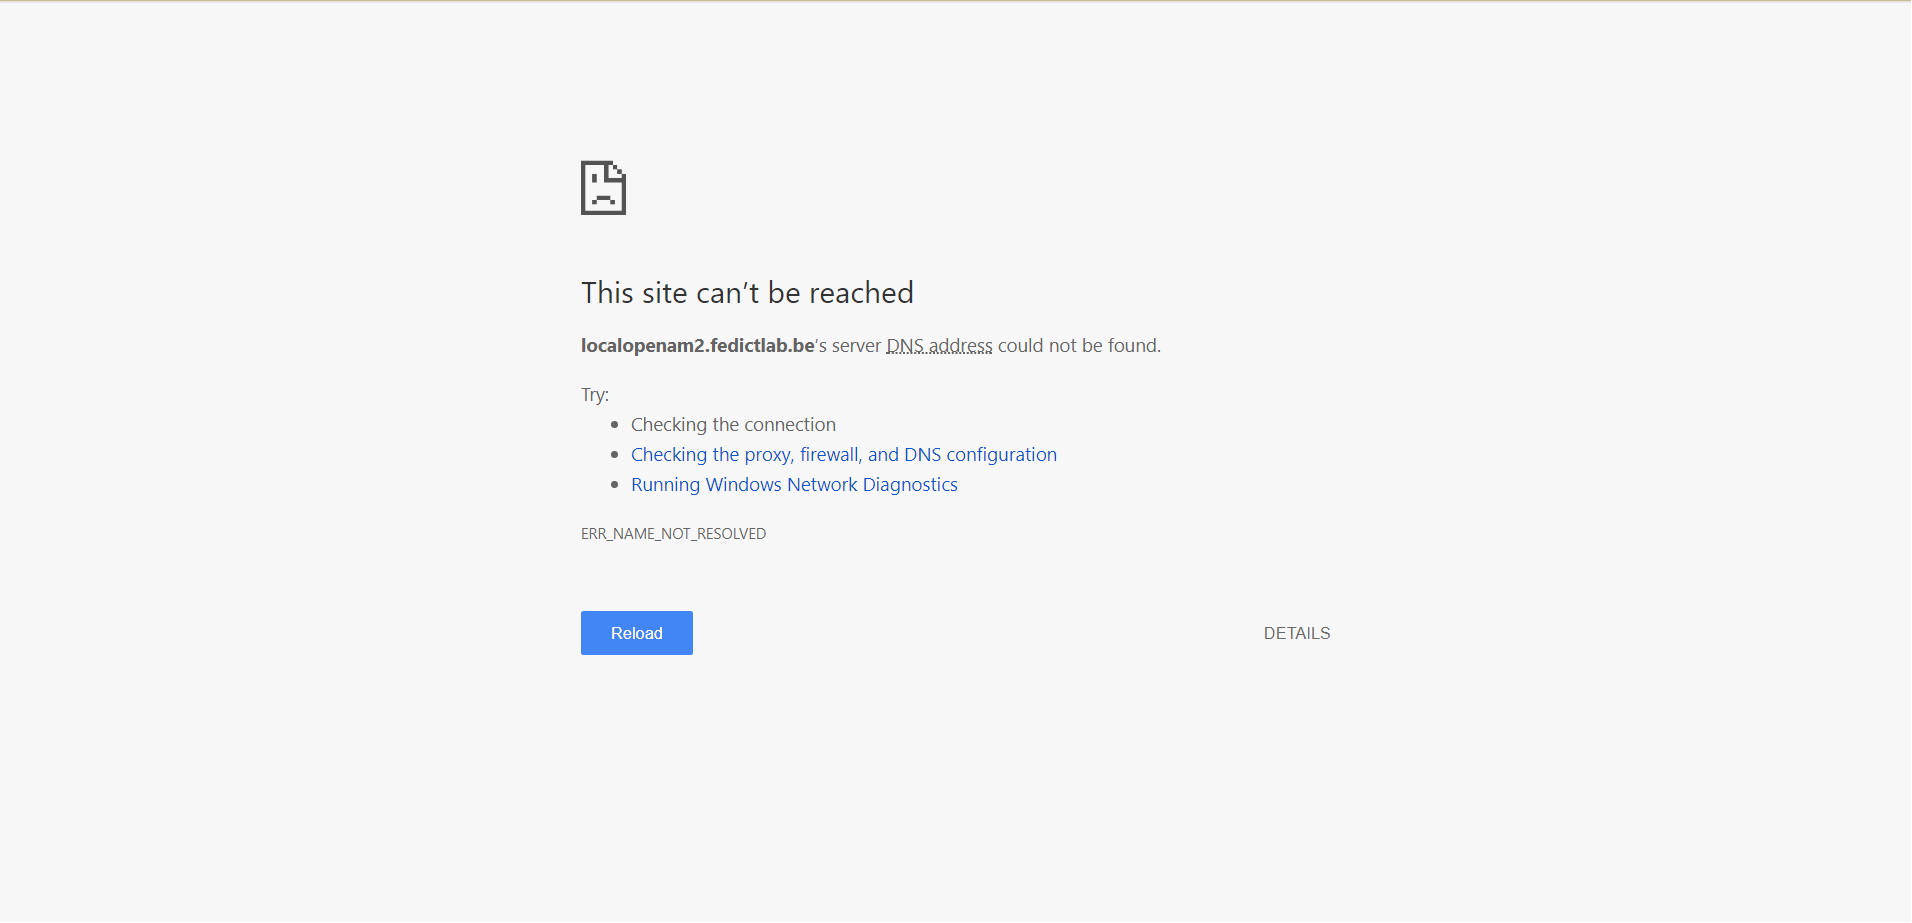 This site can’t be reached
localopenam2.fedictlab.be’s server DNS address could not be found.
Try:
Checking the connection
Checking the proxy, firewall, and DNS configuration
Running Windows Network Diagnostics
ERR_NAME_NOT_RESOLVED
Reload
DETAILS